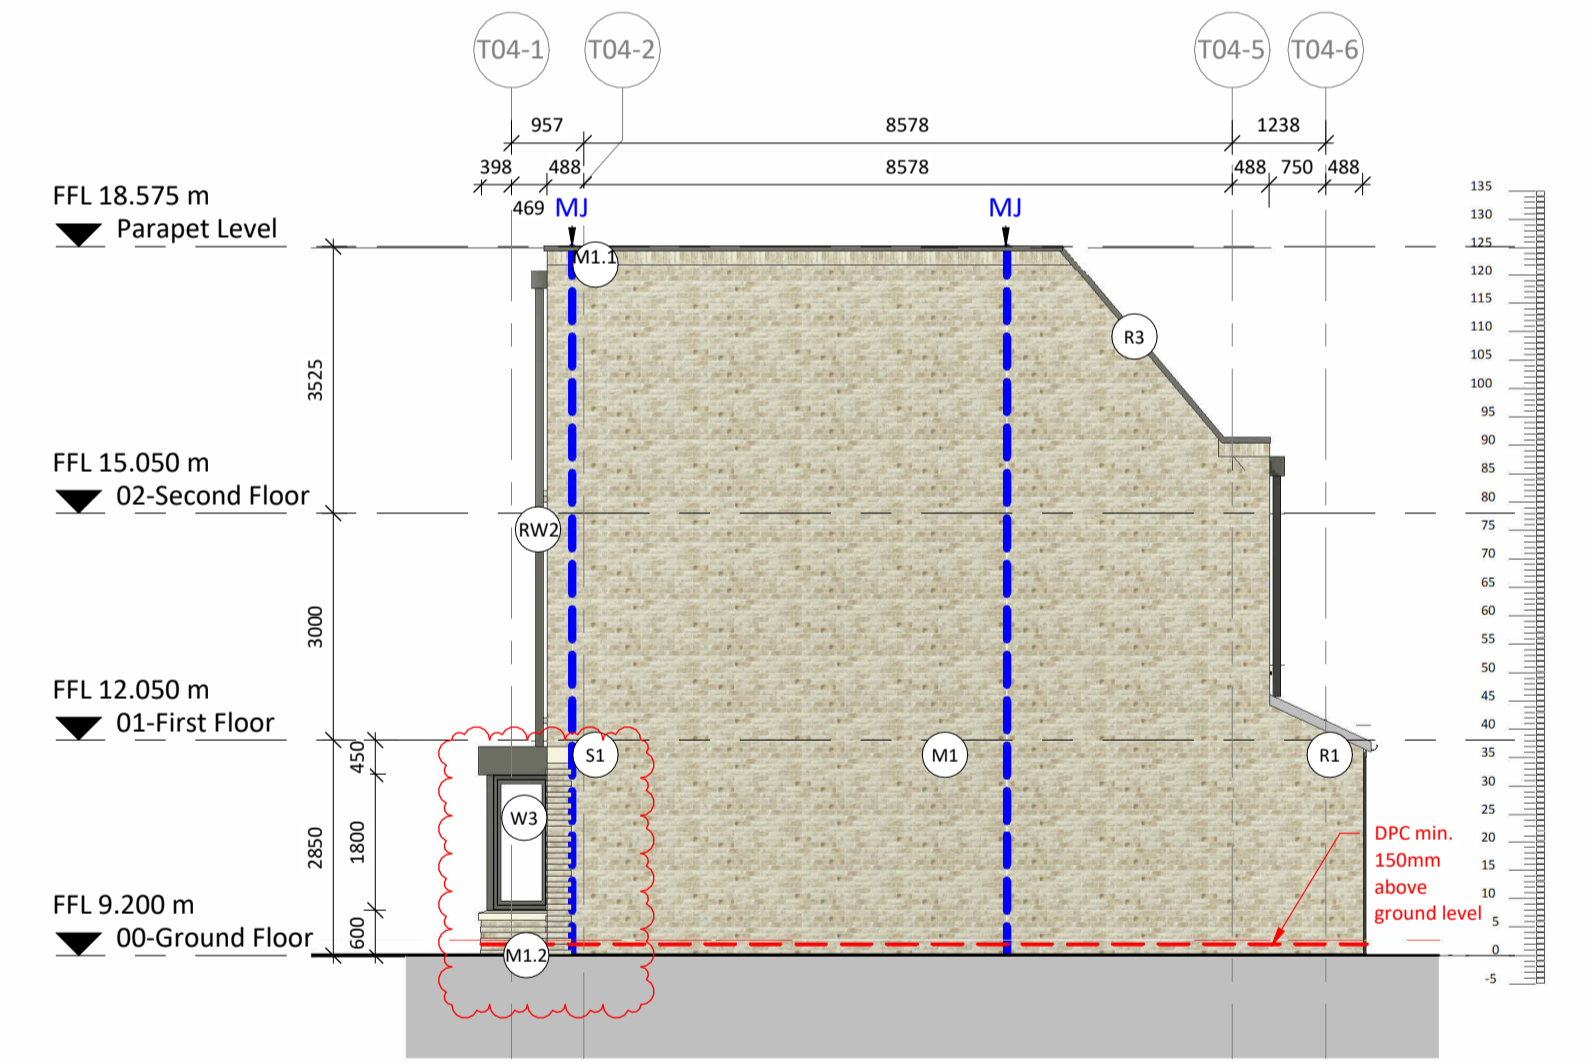 T04-1
T04-2
T04-5
T04-6
957
8578
1238
398
488
8578
488
750
488
469
MJ
MJ
FFL 18.575 m
Parapet Level
M1.1
R3
3525
FFL 15.050 m
02-Second Floor
RW2
3000
FFL 12.050 m
01-First Floor
450
S1
M1
R1
W3
1800
2850
DPC min.
150mm
above
ground level
FFL 9.200 m
00-Ground Floor
600
M1.2
135
130
125
120
115
110
105
100
95
90
85
80
75
70
65
60
55
50
45
40
35
30
25
20
15
10
5
0
-5